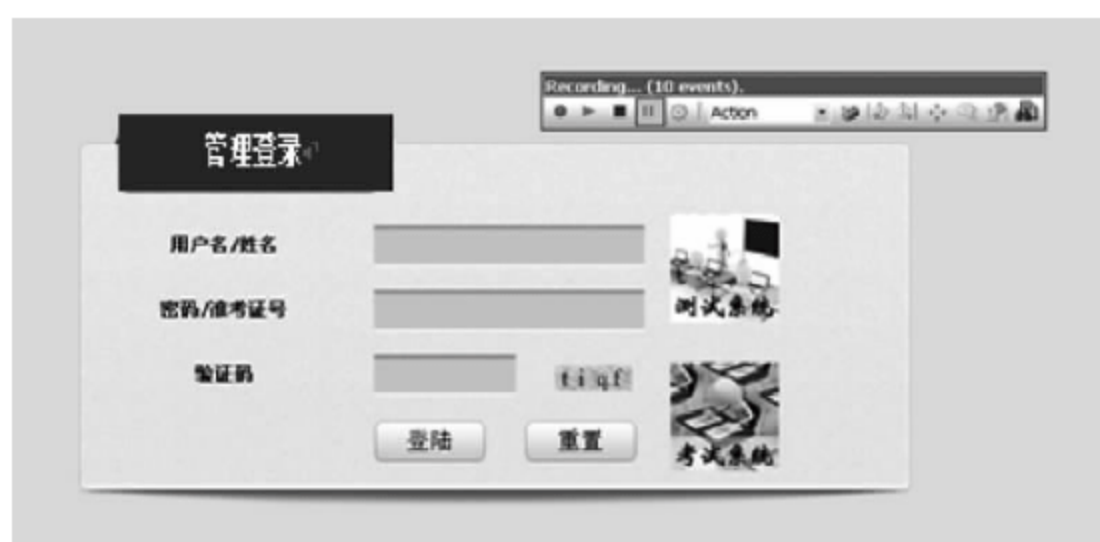 Recording... (10 events).
Action
管理登录
用户名/姓名
测试系统
密码/准考证号
验证码
tiqf
登陆
重置
考试系统